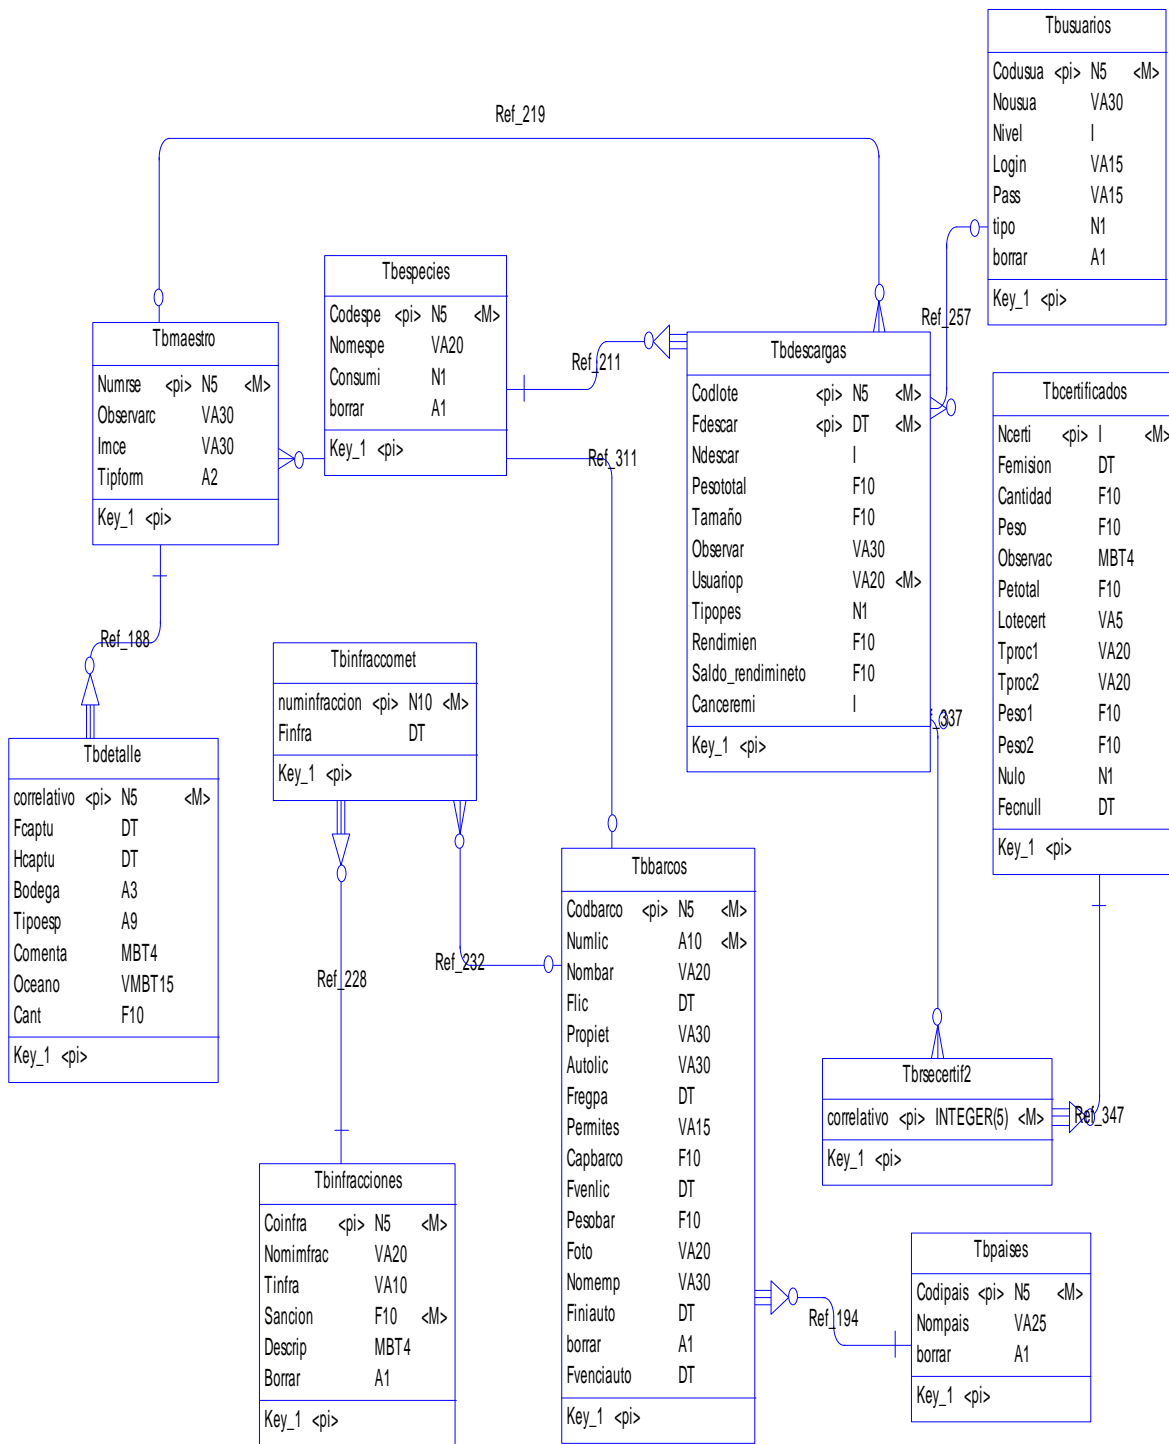 Tbusuarios
Codusua <pi> N5 <M>
Nousua VA30
Nivel I
Login VA15
Pass VA15
tipo N1
borrar A1
Key_1 <pi>
Ref_219
Tbespecies
Codespe <pi> N5 <M>
Nomespe VA20
Consumi N1
borrar A1
Key_1 <pi>
Ref_257
Tbmaestro
Numrse <pi> N5 <M>
Observarc VA30
Imce VA30
Tipform A2
Key_1 <pi>
Ref_211
Tbdescargas
Codlote <pi> N5 <M>
Fdescar <pi> DT <M>
Ndescar I
Pesototal F10
Tamaño F10
Observar VA30
Usuariop VA20 <M>
Tipopes N1
Rendimien F10
Saldo_rendimineto F10
Canceremi I
Key_1 <pi>
Tbcertificados
Ncerti <pi> I <M>
Femision DT
Cantidad F10
Peso F10
Observac MBT4
Petotal F10
Lotecert VA5
Tproc1 VA20
Tproc2 VA20
Peso1 F10
Peso2 F10
Nulo N1
Fecnull DT
Key_1 <pi>
Ref_311
Ref_188
Tbinfraccomet
numinfraccion <pi> N10 <M>
Finfra DT
Key_1 <pi>
_337
Tbdetalle
correlativo <pi> N5 <M>
Fcaptu DT
Hcaptu DT
Bodega A3
Tipoesp A9
Comenta MBT4
Oceano VMBT15
Cant F10
Key_1 <pi>
Tbbarcos
Codbarco <pi> N5 <M>
Numlic A10 <M>
Nombar VA20
Flic DT
Propiet VA30
Autolic VA30
Fregpa DT
Permites VA15
Capbarco F10
Fvenlic DT
Pesobar F10
Foto VA20
Nomemp VA30
Finiauto DT
borrar A1
Fvenciauto DT
Key_1 <pi>
Ref_228
Ref_232
Tbrsecertif2
correlativo <pi> INTEGER(5) <M>
Key_1 <pi>
Ref_347
Tbinfracciones
Coinfra <pi> N5 <M>
Nomimfrac VA20
Tinfra VA10
Sancion F10 <M>
Descrip MBT4
Borrar A1
Key_1 <pi>
Tbpaises
Codipais <pi> N5 <M>
Nompais VA25
borrar A1
Key_1 <pi>
Ref_194